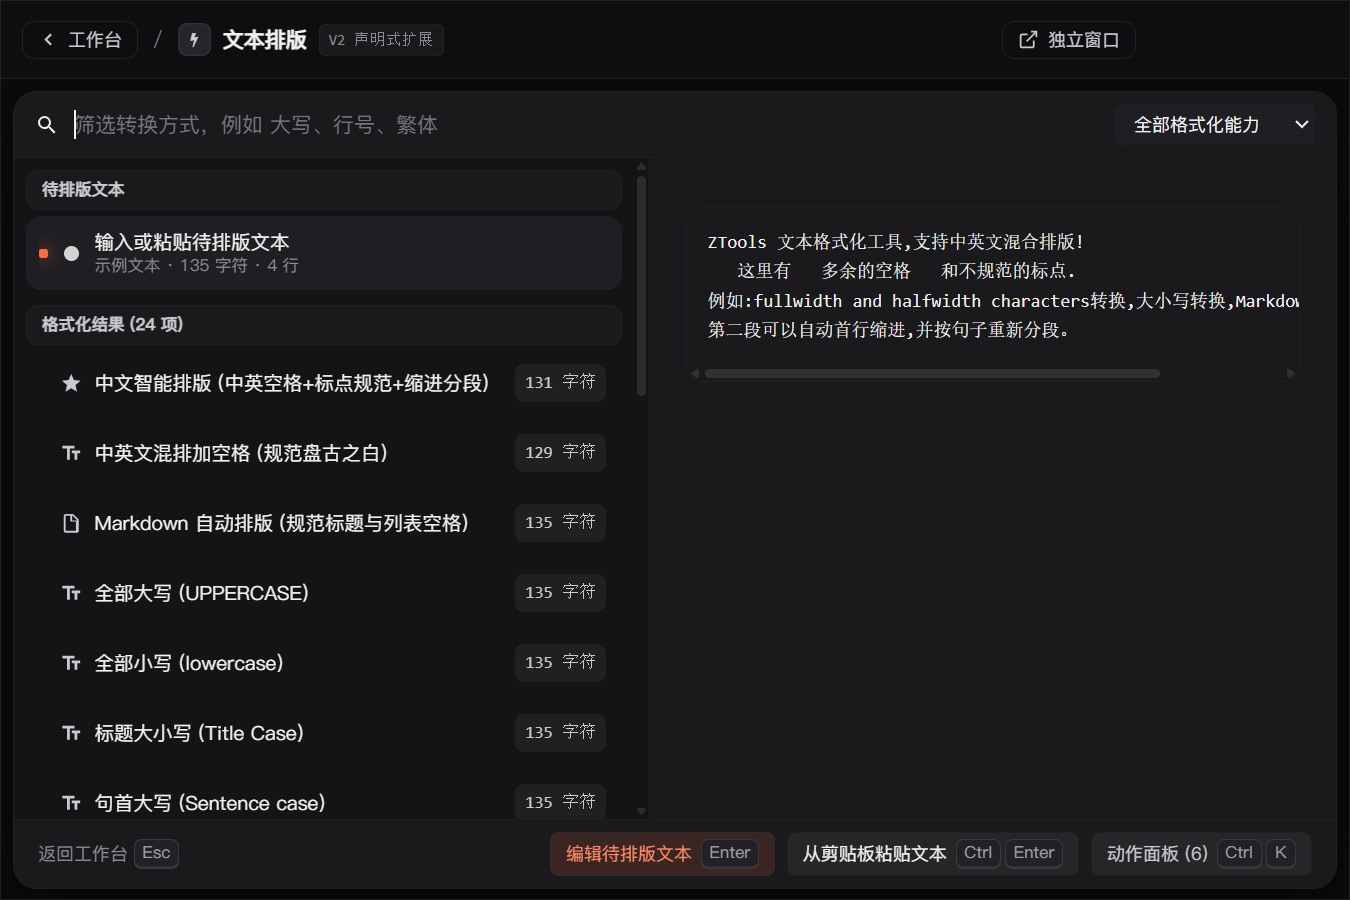 工作台 / 文本排版 V2 声明式扩展 独立窗口
筛选转换方式，例如 大写、行号、繁体 全部格式化能力
待排版文本
输入或粘贴待排版文本
示例文本 · 135 字符 · 4 行
格式化结果 (24 项)
中文智能排版 (中英空格+标点规范+缩进分段) 131 字符
中英文混排加空格 (规范盘古之白) 129 字符
Markdown 自动排版 (规范标题与列表空格) 135 字符
全部大写 (UPPERCASE) 135 字符
全部小写 (lowercase) 135 字符
标题大小写 (Title Case) 135 字符
句首大写 (Sentence case) 135 字符
ZTools 文本格式化工具,支持中英文混合排版!
这里有   多余的空格   和不规范的标点.
例如:fullwidth and halfwidth characters转换,大小写转换,Markdow
第二段可以自动首行缩进,并按句子重新分段。
返回工作台 Esc 编辑待排版文本 Enter 从剪贴板粘贴文本 Ctrl Enter 动作面板 (6) Ctrl K